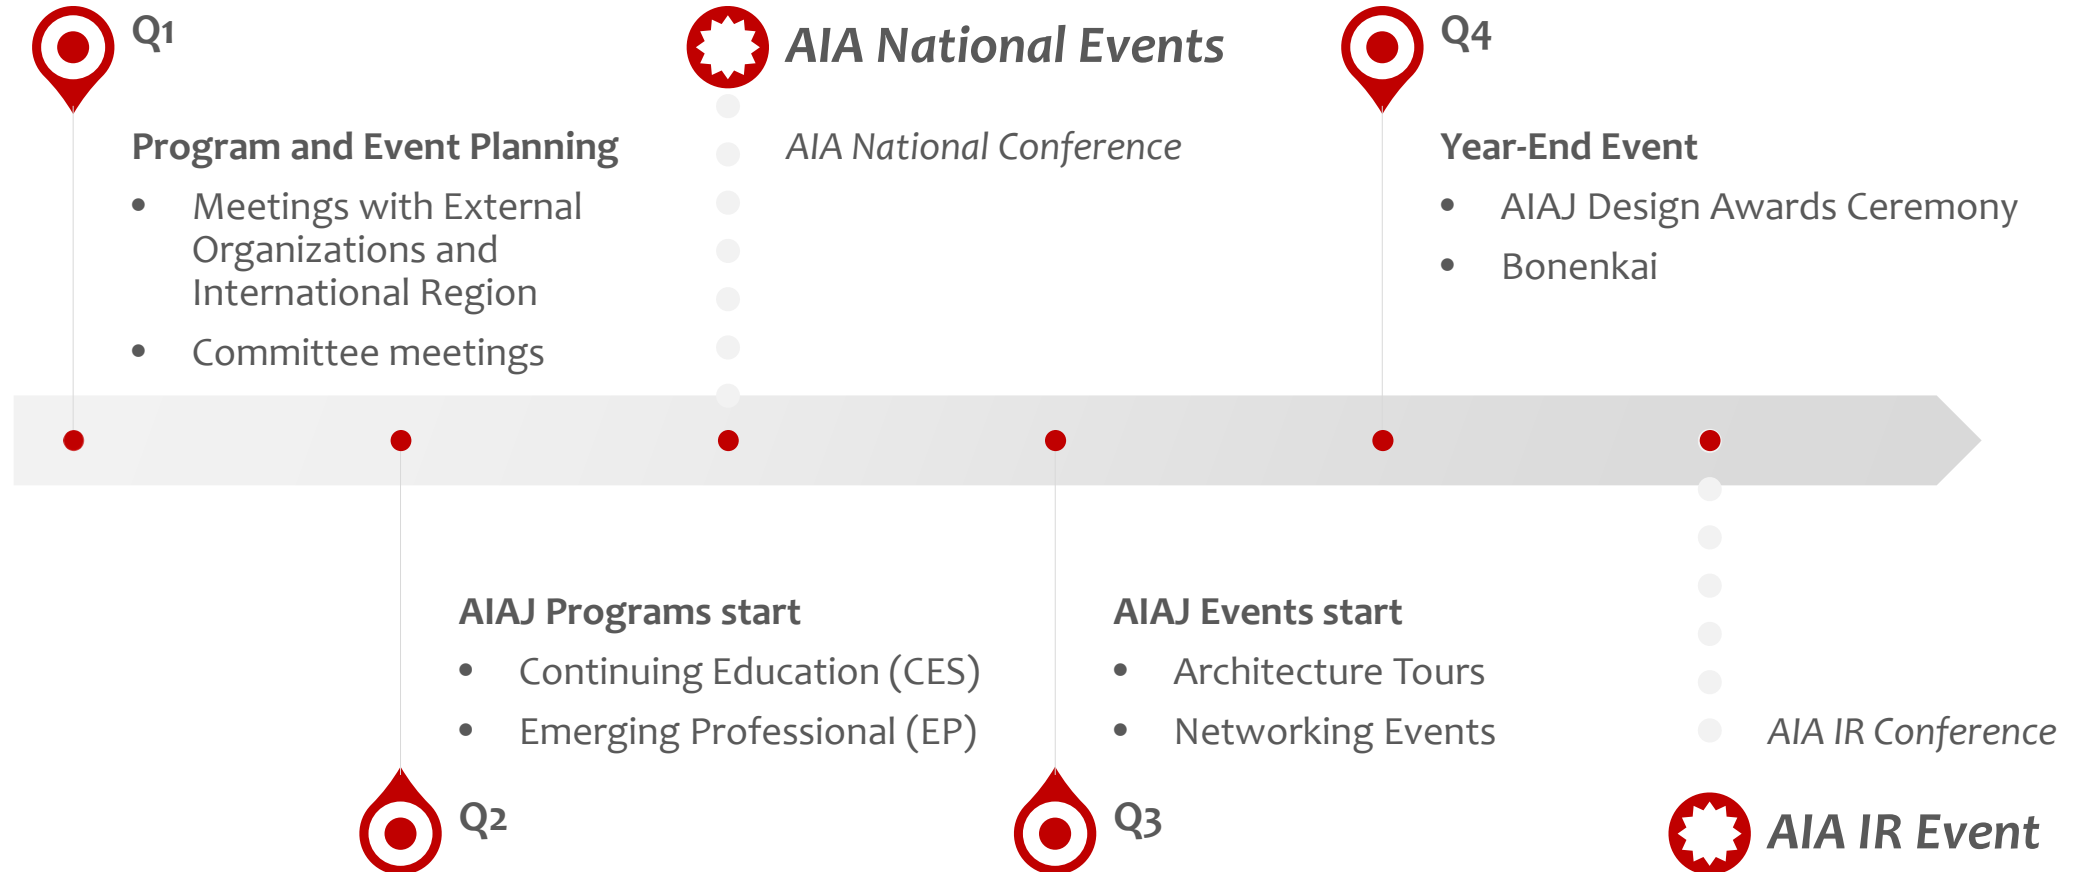 Q1
Program and Event Planning
• Meetings with External
Organizations and
International Region
• Committee meetings
AIA National Events
AIA National Conference
Q4
Year-End Event
• AIAJ Design Awards Ceremony
• Bonenkai
AIAJ Programs start
• Continuing Education (CES)
• Emerging Professional (EP)
Q2
AIAJ Events start
• Architecture Tours
• Networking Events
Q3
AIA IR Conference
AIA IR Event